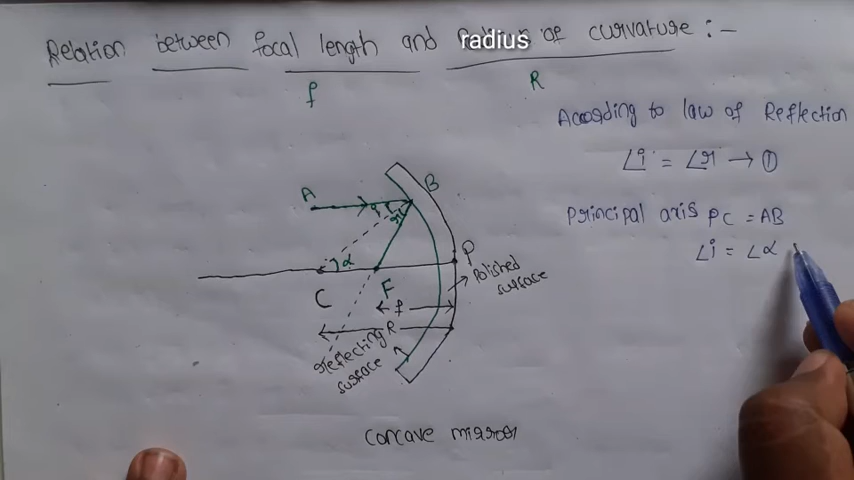 Relation between focal length and radius of curvature :-
f R
According to law of Reflection
∠i = ∠r → ①
Principal axis PC = AB
∠i = ∠α
A
B
i
r
α
P
C
F
Polished
surface
f
R
reflecting
surface
concave mirror